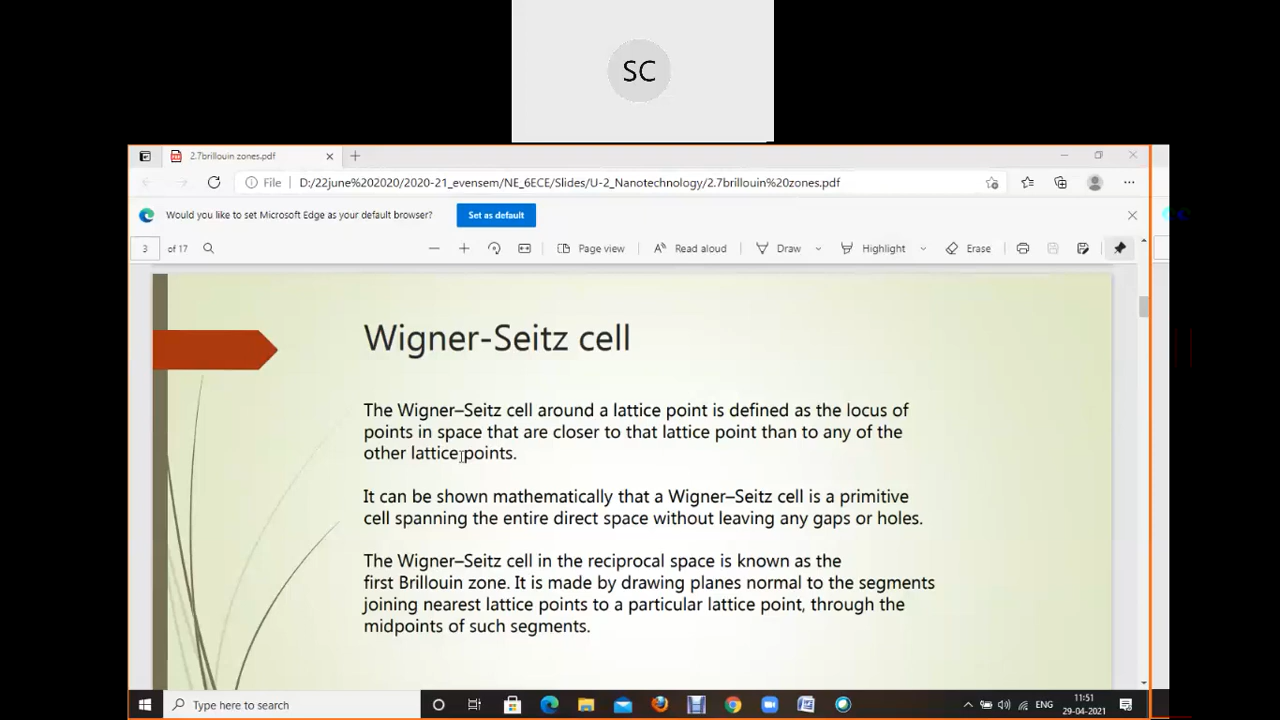 SC
2.7brillouin zones.pdf
File D:/22june%202020/2020-21_evensem/NE_6ECE/Slides/U-2_Nanotechnology/2.7brillouin%20zones.pdf
Would you like to set Microsoft Edge as your default browser? Set as default
3 of 17 Page view Read aloud Draw Highlight Erase
Wigner-Seitz cell
The Wigner–Seitz cell around a lattice point is defined as the locus of
points in space that are closer to that lattice point than to any of the
other lattice points.
It can be shown mathematically that a Wigner–Seitz cell is a primitive
cell spanning the entire direct space without leaving any gaps or holes.
The Wigner–Seitz cell in the reciprocal space is known as the
first Brillouin zone. It is made by drawing planes normal to the segments
joining nearest lattice points to a particular lattice point, through the
midpoints of such segments.
Type here to search
ENG
11:51
29-04-2021